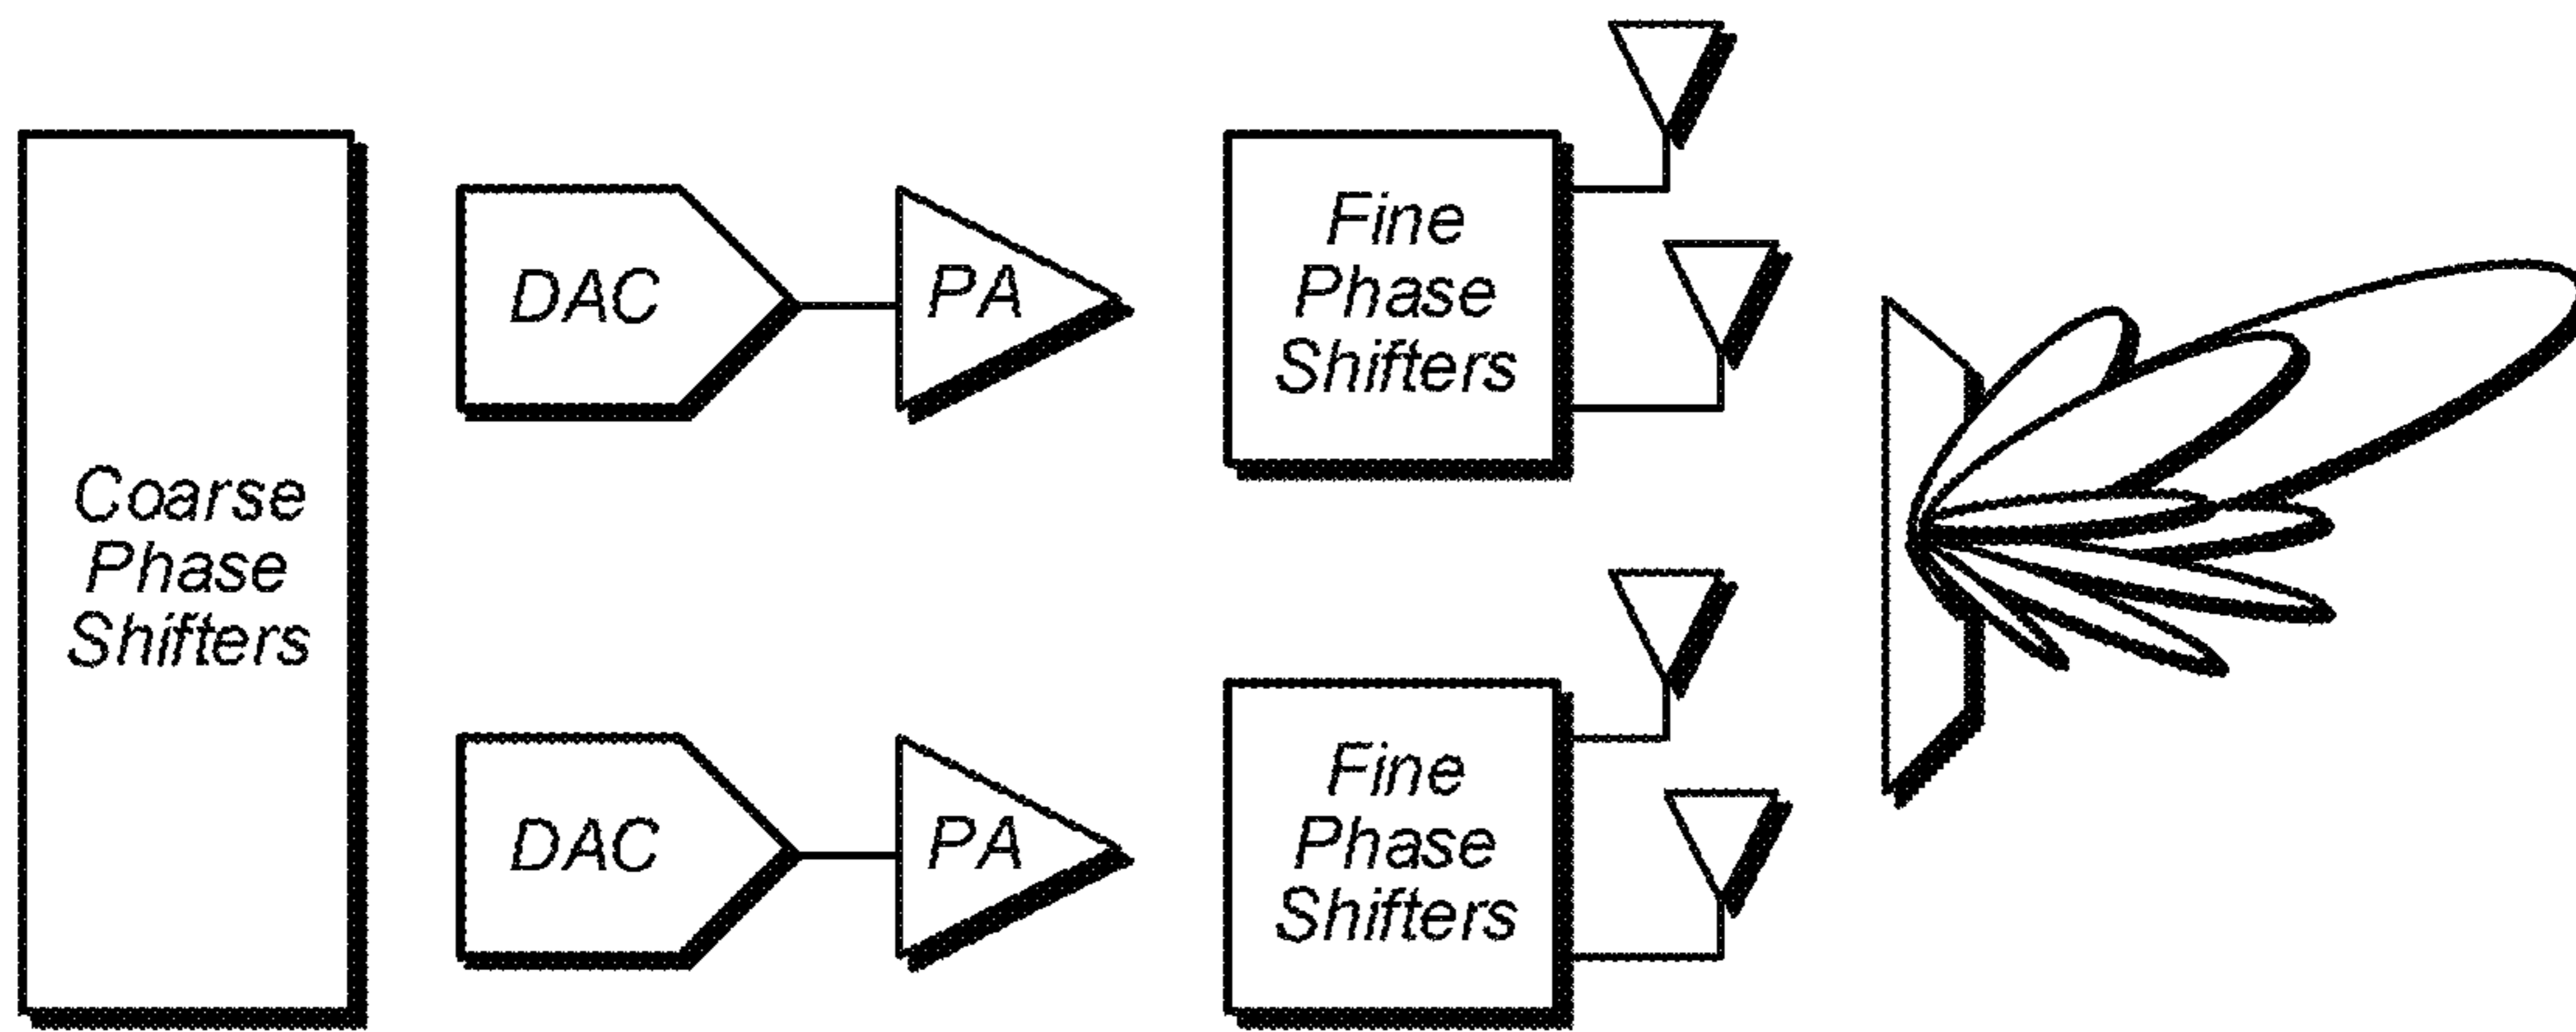 Coarse
Phase
Shifters
DAC
PA
Fine
Phase
Shifters
DAC
PA
Fine
Phase
Shifters